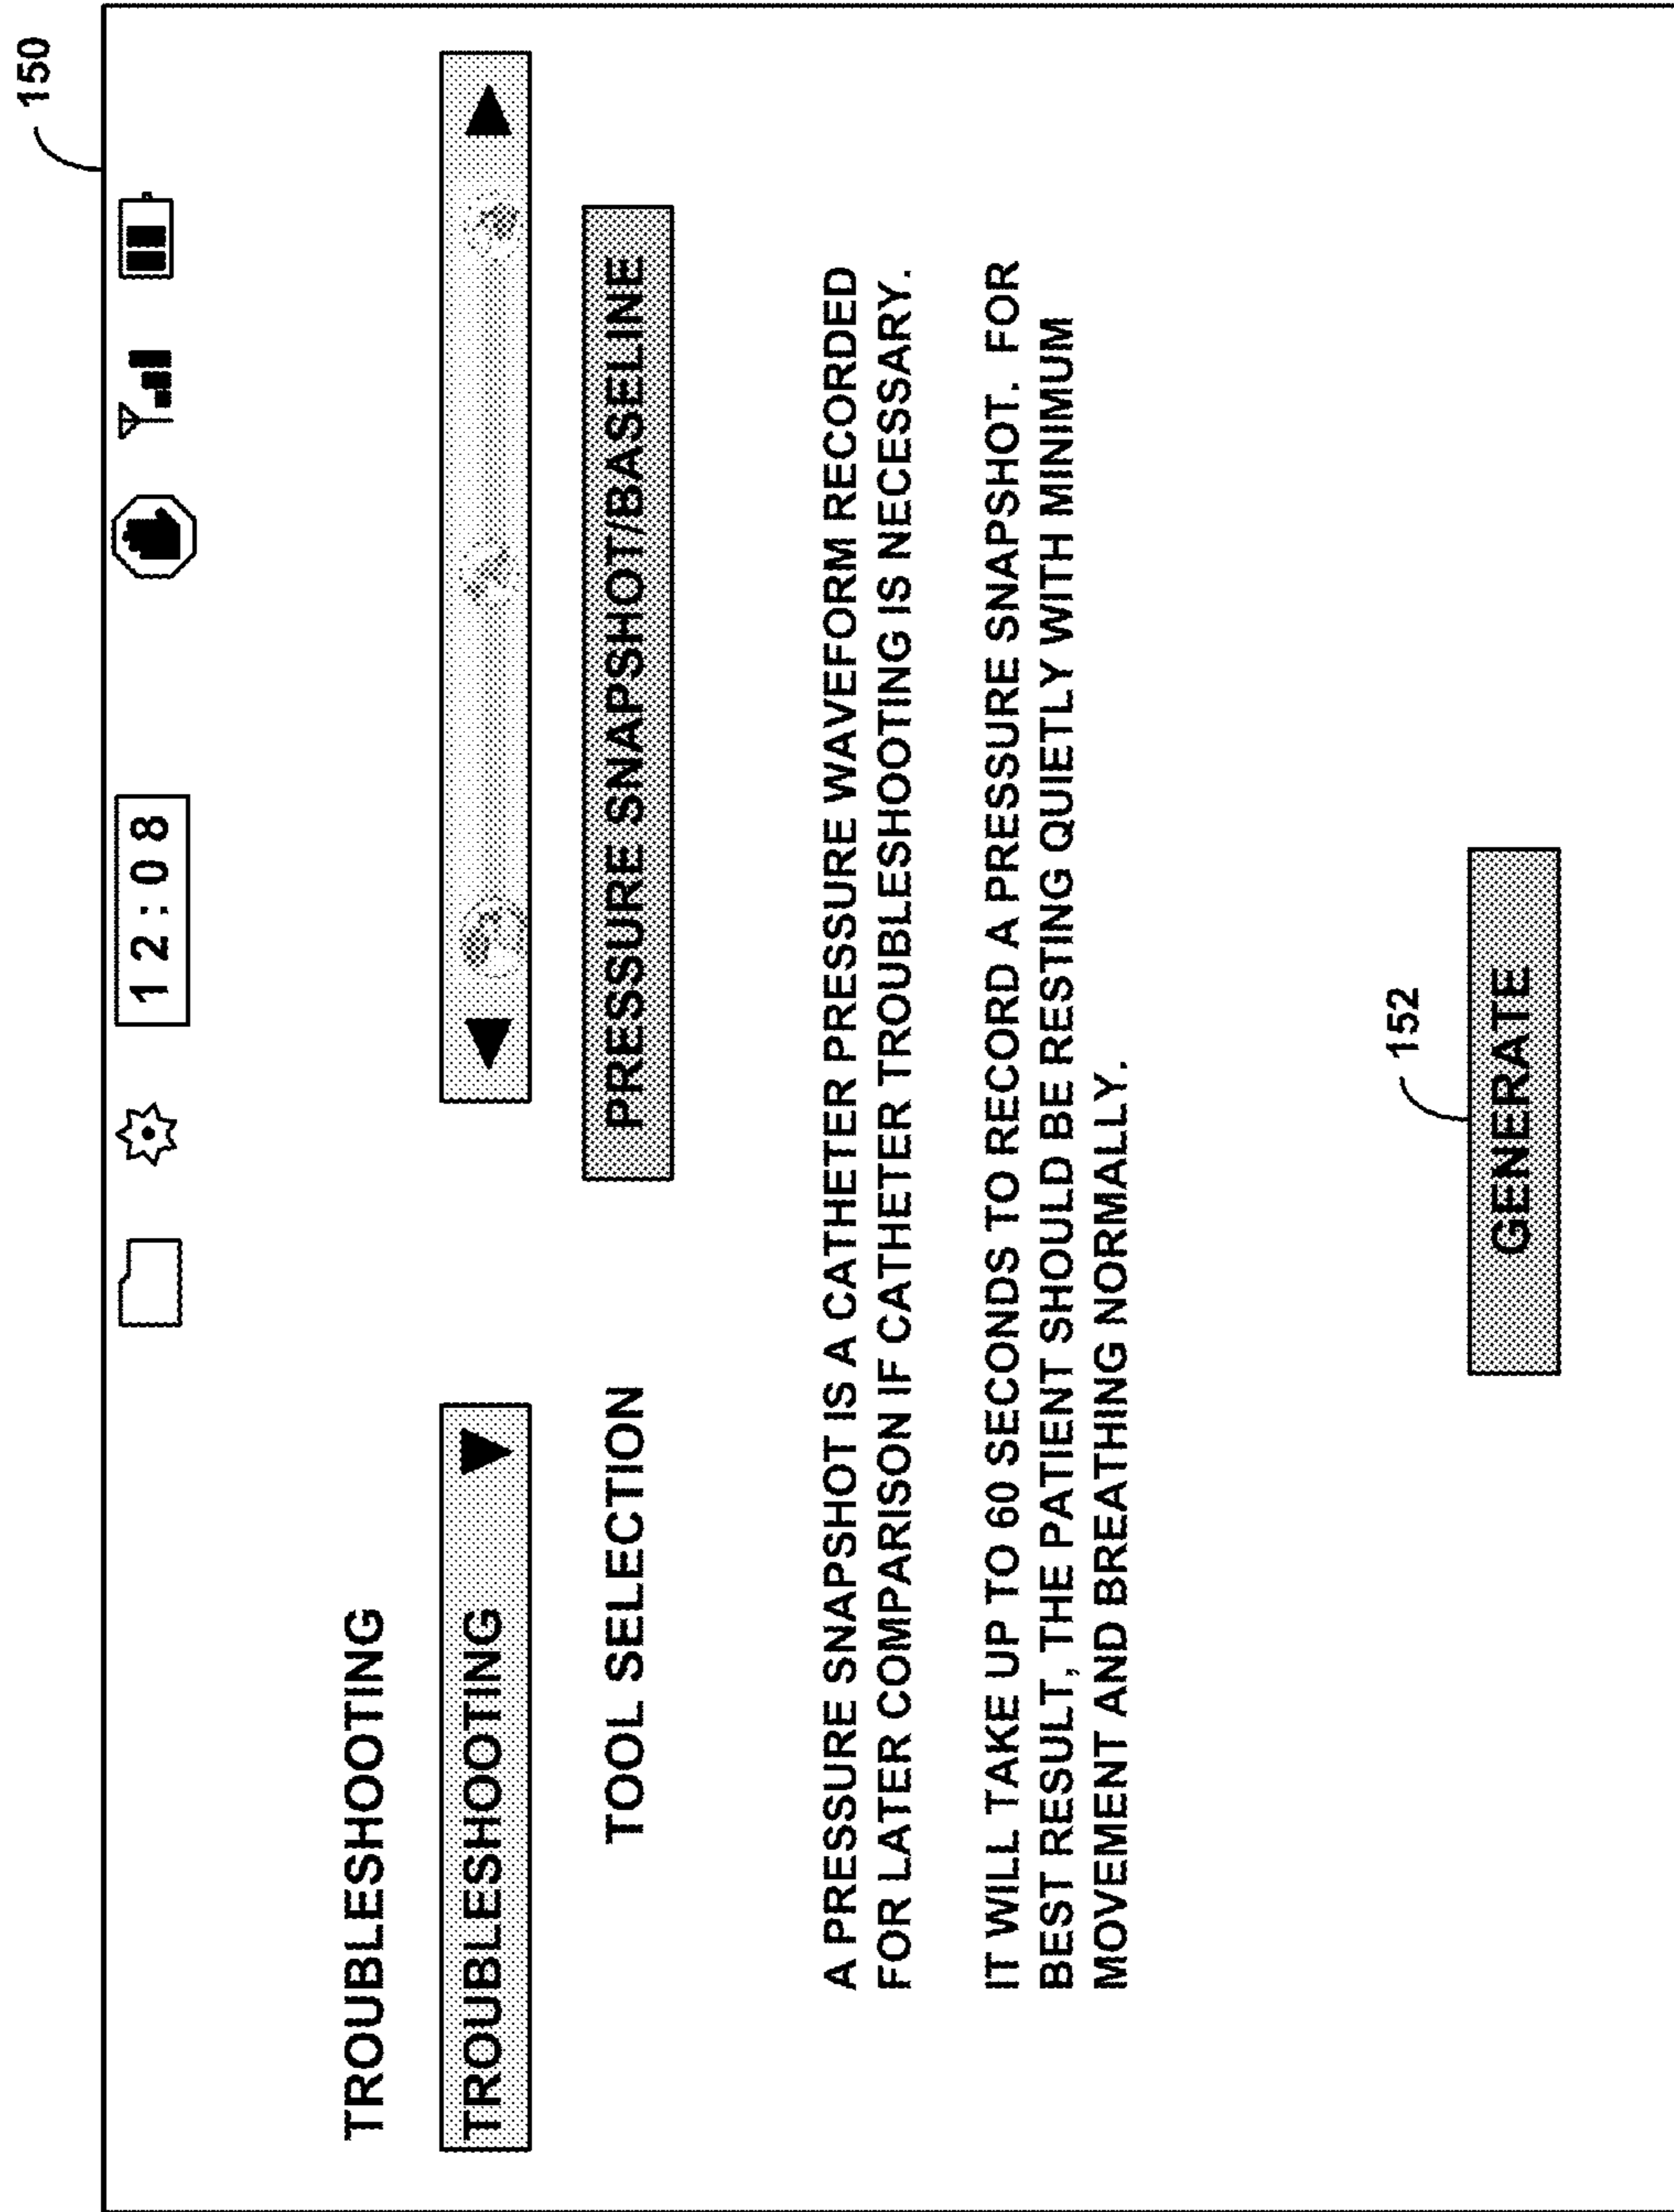 150
12:08
TROUBLESHOOTING
TROUBLESHOOTING
TOOL SELECTION
PRESSURE SNAPSHOT/BASELINE
A PRESSURE SNAPSHOT IS A CATHETER PRESSURE WAVEFORM RECORDED
FOR LATER COMPARISON IF CATHETER TROUBLESHOOTING IS NECESSARY.
IT WILL TAKE UP TO 60 SECONDS TO RECORD A PRESSURE SNAPSHOT. FOR
BEST RESULT, THE PATIENT SHOULD BE RESTING QUIETLY WITH MINIMUM
MOVEMENT AND BREATHING NORMALLY.
152
GENERATE